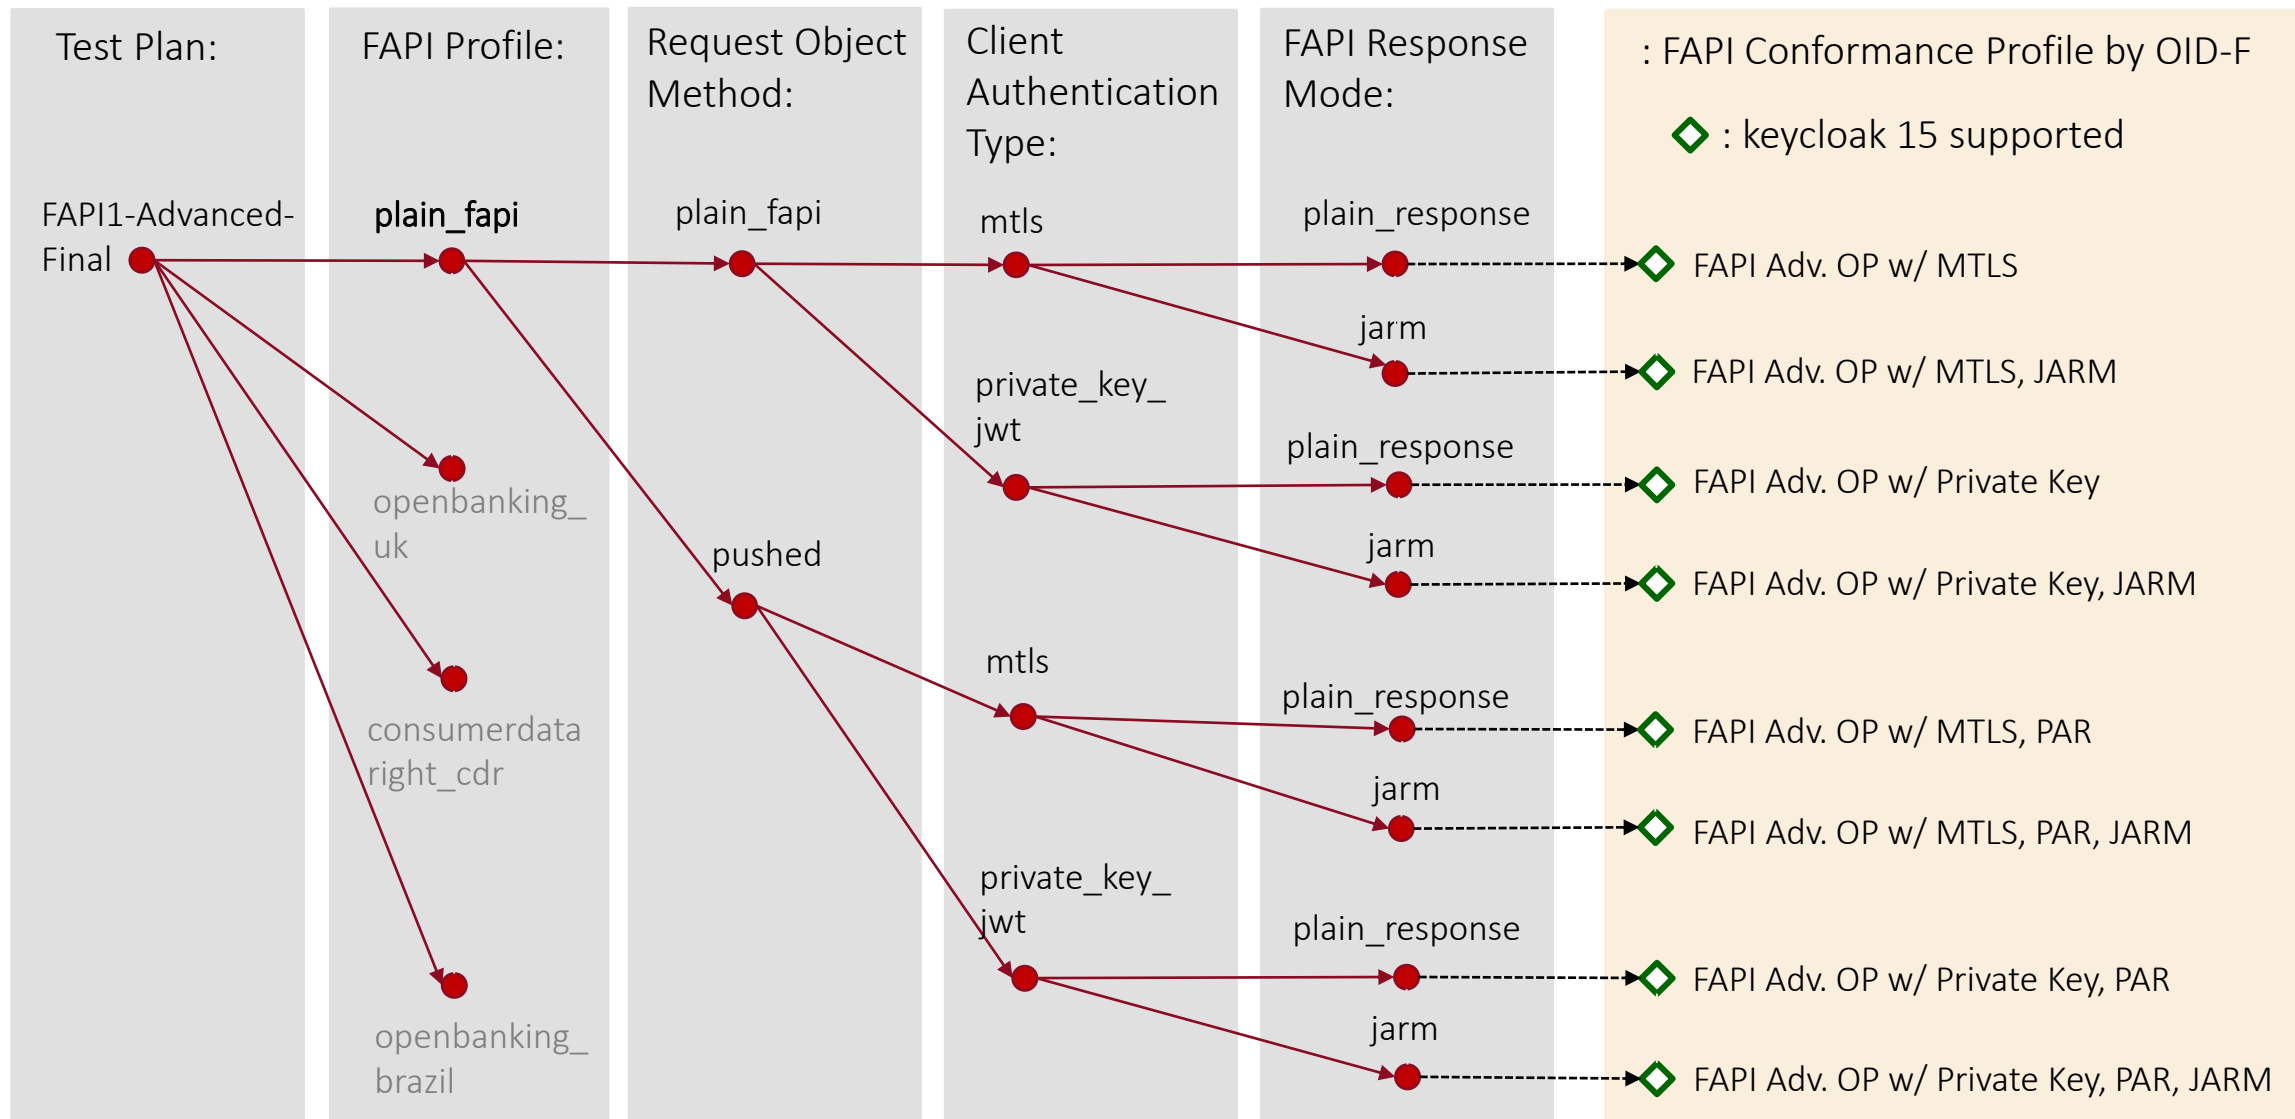 Test Plan:
FAPI Profile:
Request Object
Method:
Client
Authentication
Type:
FAPI Response
Mode:
: FAPI Conformance Profile by OID-F
: keycloak 15 supported
FAPI1-Advanced-
Final
plain_fapi
plain_fapi
mtls
plain_response
FAPI Adv. OP w/ MTLS
jarm
FAPI Adv. OP w/ MTLS, JARM
private_key_
jwt
plain_response
FAPI Adv. OP w/ Private Key
openbanking_
uk
jarm
FAPI Adv. OP w/ Private Key, JARM
pushed
mtls
plain_response
FAPI Adv. OP w/ MTLS, PAR
consumerdata
right_cdr
jarm
FAPI Adv. OP w/ MTLS, PAR, JARM
private_key_
jwt
plain_response
FAPI Adv. OP w/ Private Key, PAR
openbanking_
brazil
jarm
FAPI Adv. OP w/ Private Key, PAR, JARM